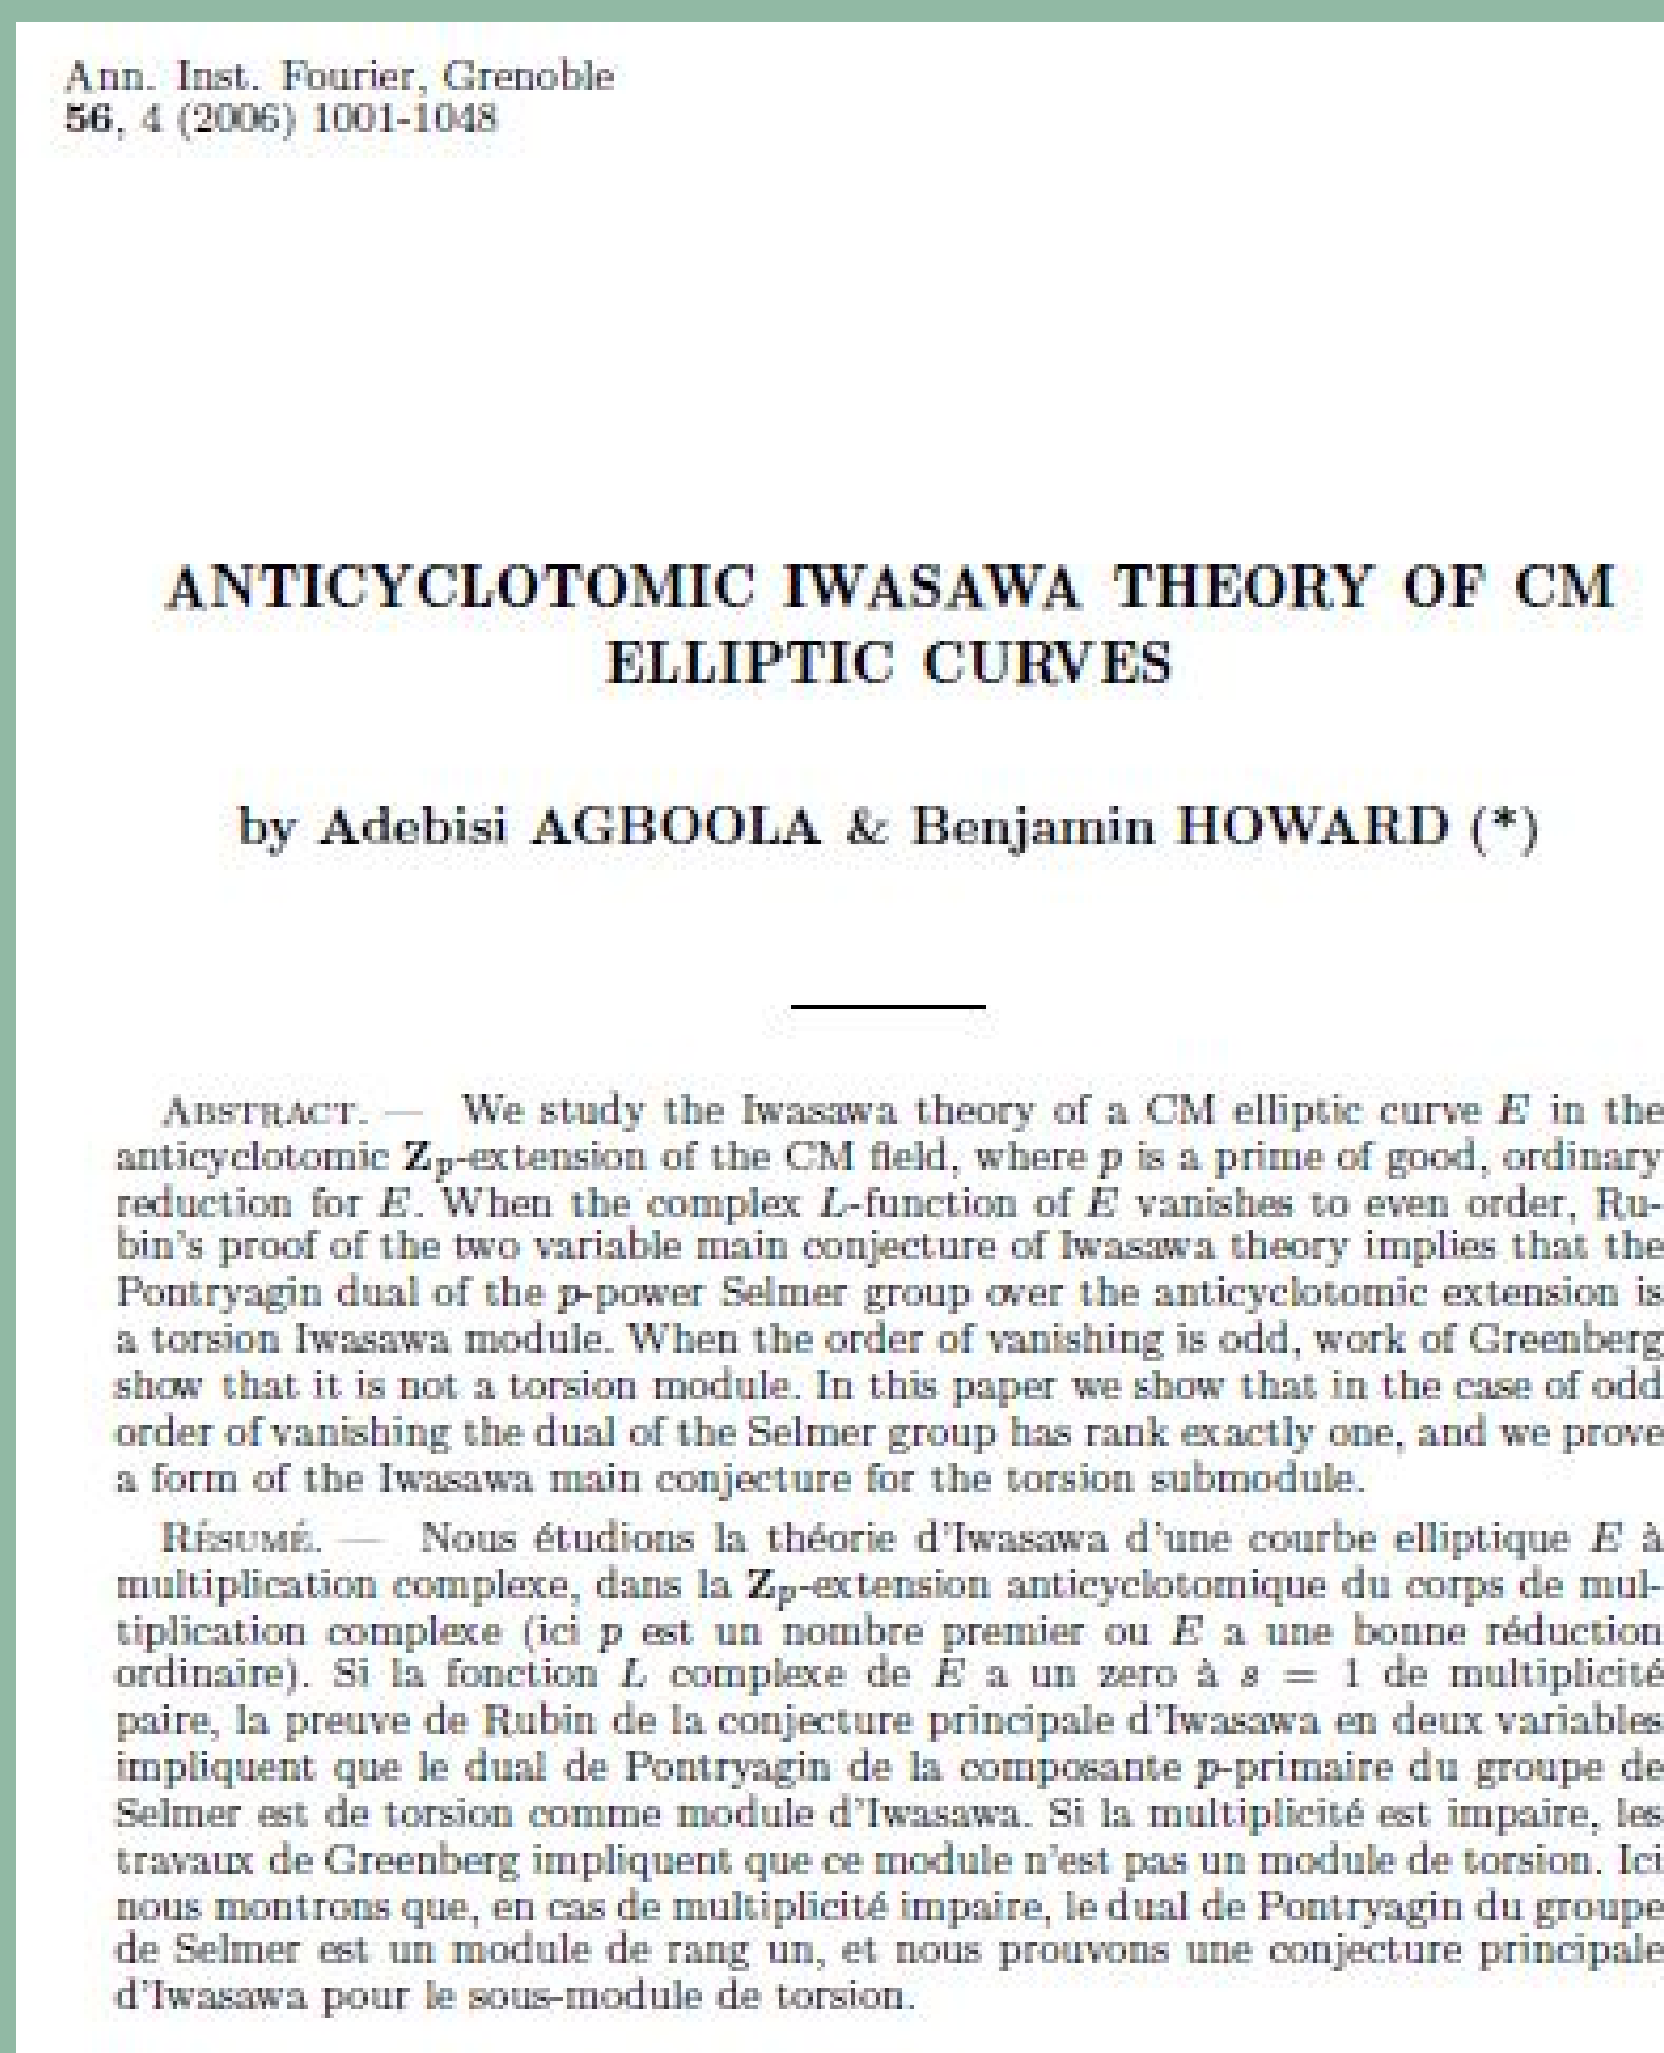 Ann. Inst. Fourier, Grenoble
56, 4 (2006) 1001-1048
ANTICYCLOTOMIC IWASAWA THEORY OF CM
ELLIPTIC CURVES
by Adebisi AGBOOLA & Benjamin HOWARD (*)
ABSTRACT. — We study the Iwasawa theory of a CM elliptic curve E in the
anticyclotomic Zp-extension of the CM field, where p is a prime of good, ordinary
reduction for E. When the complex L-function of E vanishes to even order, Ru-
bin's proof of the two variable main conjecture of Iwasawa theory implies that the
Pontryagin dual of the p-power Selmer group over the anticyclotomic extension is
a torsion Iwasawa module. When the order of vanishing is odd, work of Greenberg
show that it is not a torsion module. In this paper we show that in the case of odd
order of vanishing the dual of the Selmer group has rank exactly one, and we prove
a form of the Iwasawa main conjecture for the torsion submodule.
RÉSUMÉ. — Nous étudions la théorie d'Iwasawa d'une courbe elliptique E à
multiplication complexe, dans la Zp-extension anticyclotomique du corps de mul-
tiplication complexe (ici p est un nombre premier ou E a une bonne réduction
ordinaire). Si la fonction L complexe de E a un zero à s = 1 de multiplicité
paire, la preuve de Rubin de la conjecture principale d'Iwasawa en deux variables
impliquent que le dual de Pontryagin de la composante p-primaire du groupe de
Selmer est de torsion comme module d'Iwasawa. Si la multiplicité est impaire, les
travaux de Greenberg impliquent que ce module n'est pas un module de torsion. Ici
nous montrons que, en cas de multiplicité impaire, le dual de Pontryagin du groupe
de Selmer est un module de rang un, et nous prouvons une conjecture principale
d'Iwasawa pour le sous-module de torsion.